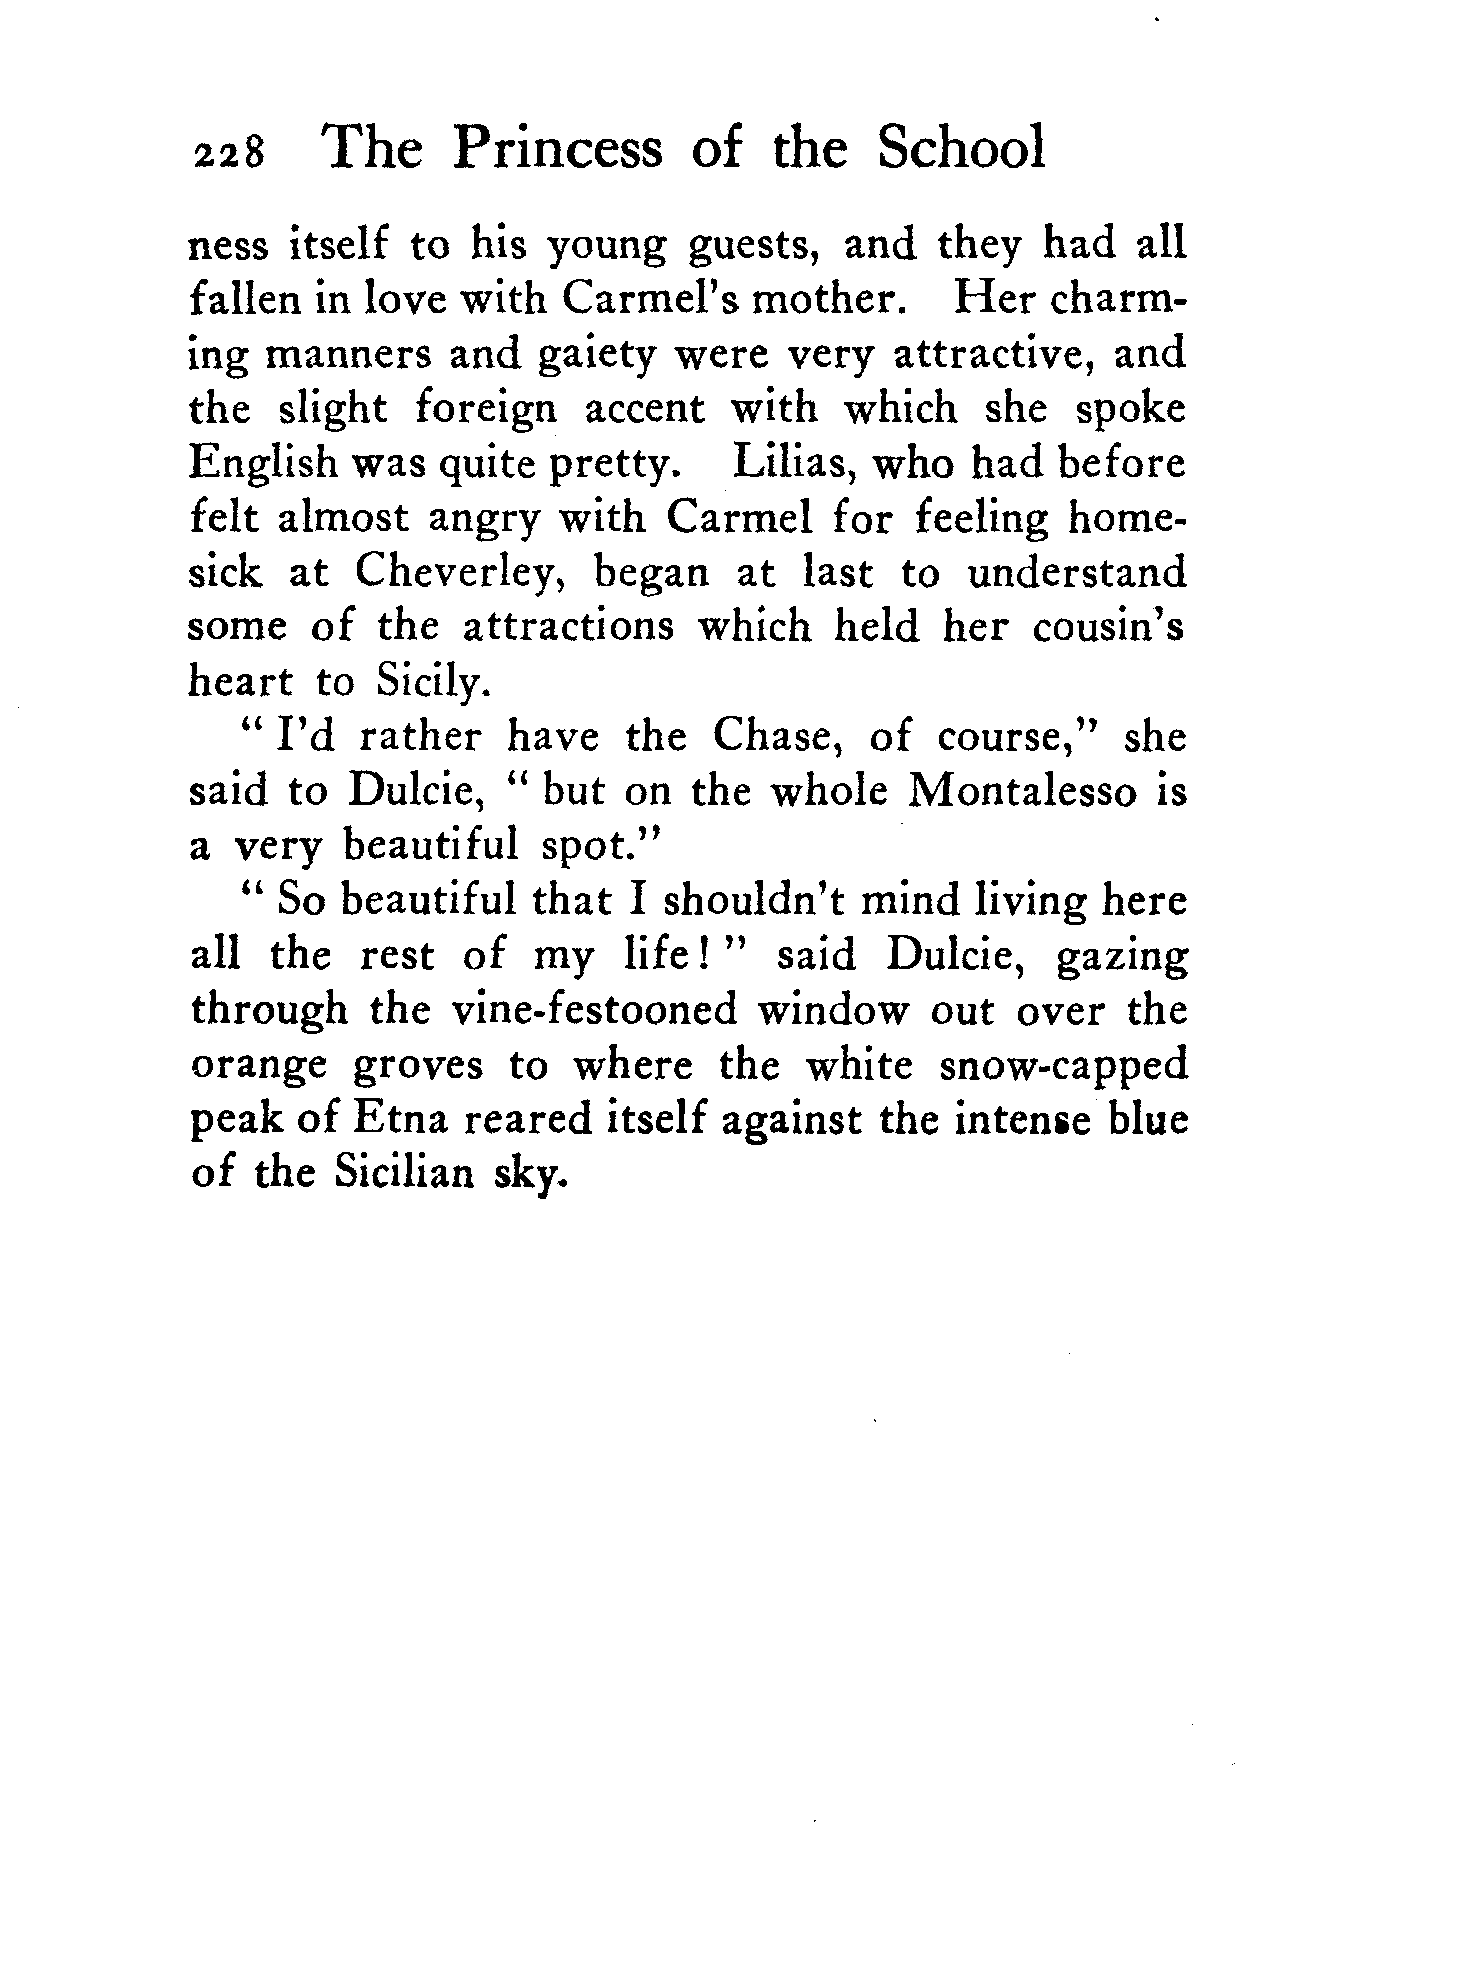 228 The Princess of the School
ness itself to his young guests, and they had all
fallen in love with Carmel's mother. Her charm-
ing manners and gaiety were very attractive, and
the slight foreign accent with which she spoke
English was quite pretty. Lilias, who had before
felt almost angry with Carmel for feeling home-
sick at Cheverley, began at last to understand
some of the attractions which held her cousin's
heart to Sicily.
“ I'd rather have the Chase, of course,” she
said to Dulcie, “ but on the whole Montalesso is
a very beautiful spot.”
“ So beautiful that I shouldn't mind living here
all the rest of my life! ” said Dulcie, gazing
through the vine-festooned window out over the
orange groves to where the white snow-capped
peak of Etna reared itself against the intense blue
of the Sicilian sky.